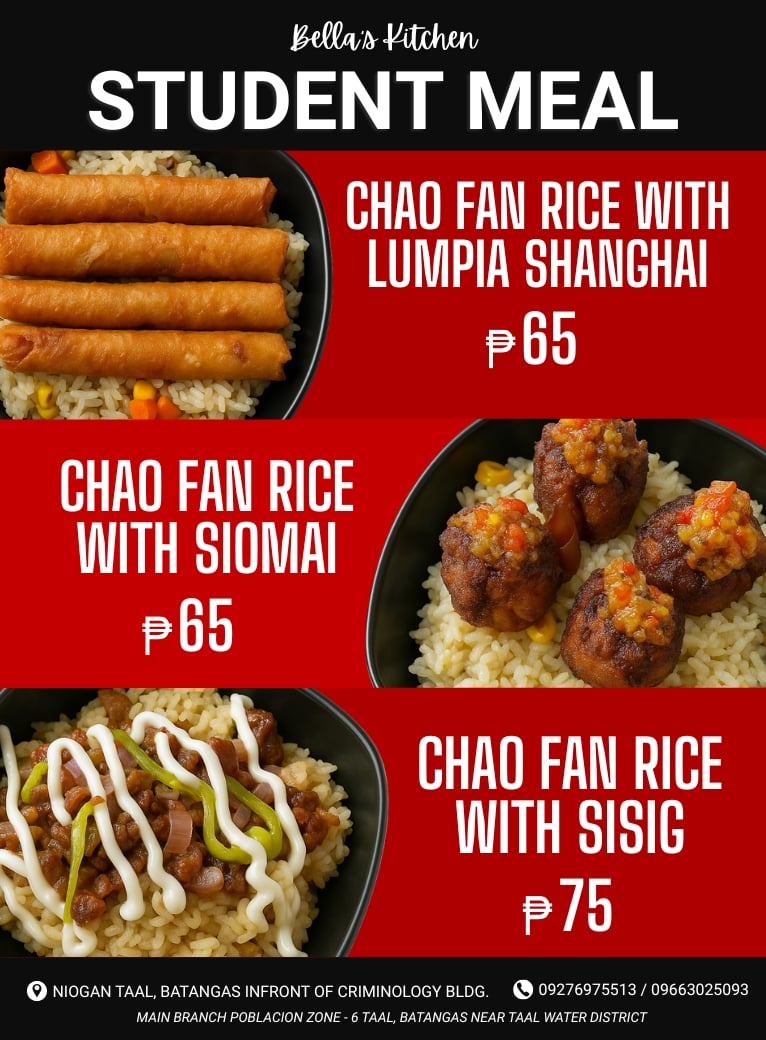 Bella's Kitchen
STUDENT MEAL
CHAO FAN RICE WITH
LUMPIA SHANGHAI
₱65
CHAO FAN RICE
WITH SIOMAI
₱65
CHAO FAN RICE
WITH SISIG
₱75
NIOGAN TAAL, BATANGAS INFRONT OF CRIMINOLOGY BLDG.
09276975513 / 09663025093
MAIN BRANCH POBLACION ZONE - 6 TAAL, BATANGAS NEAR TAAL WATER DISTRICT